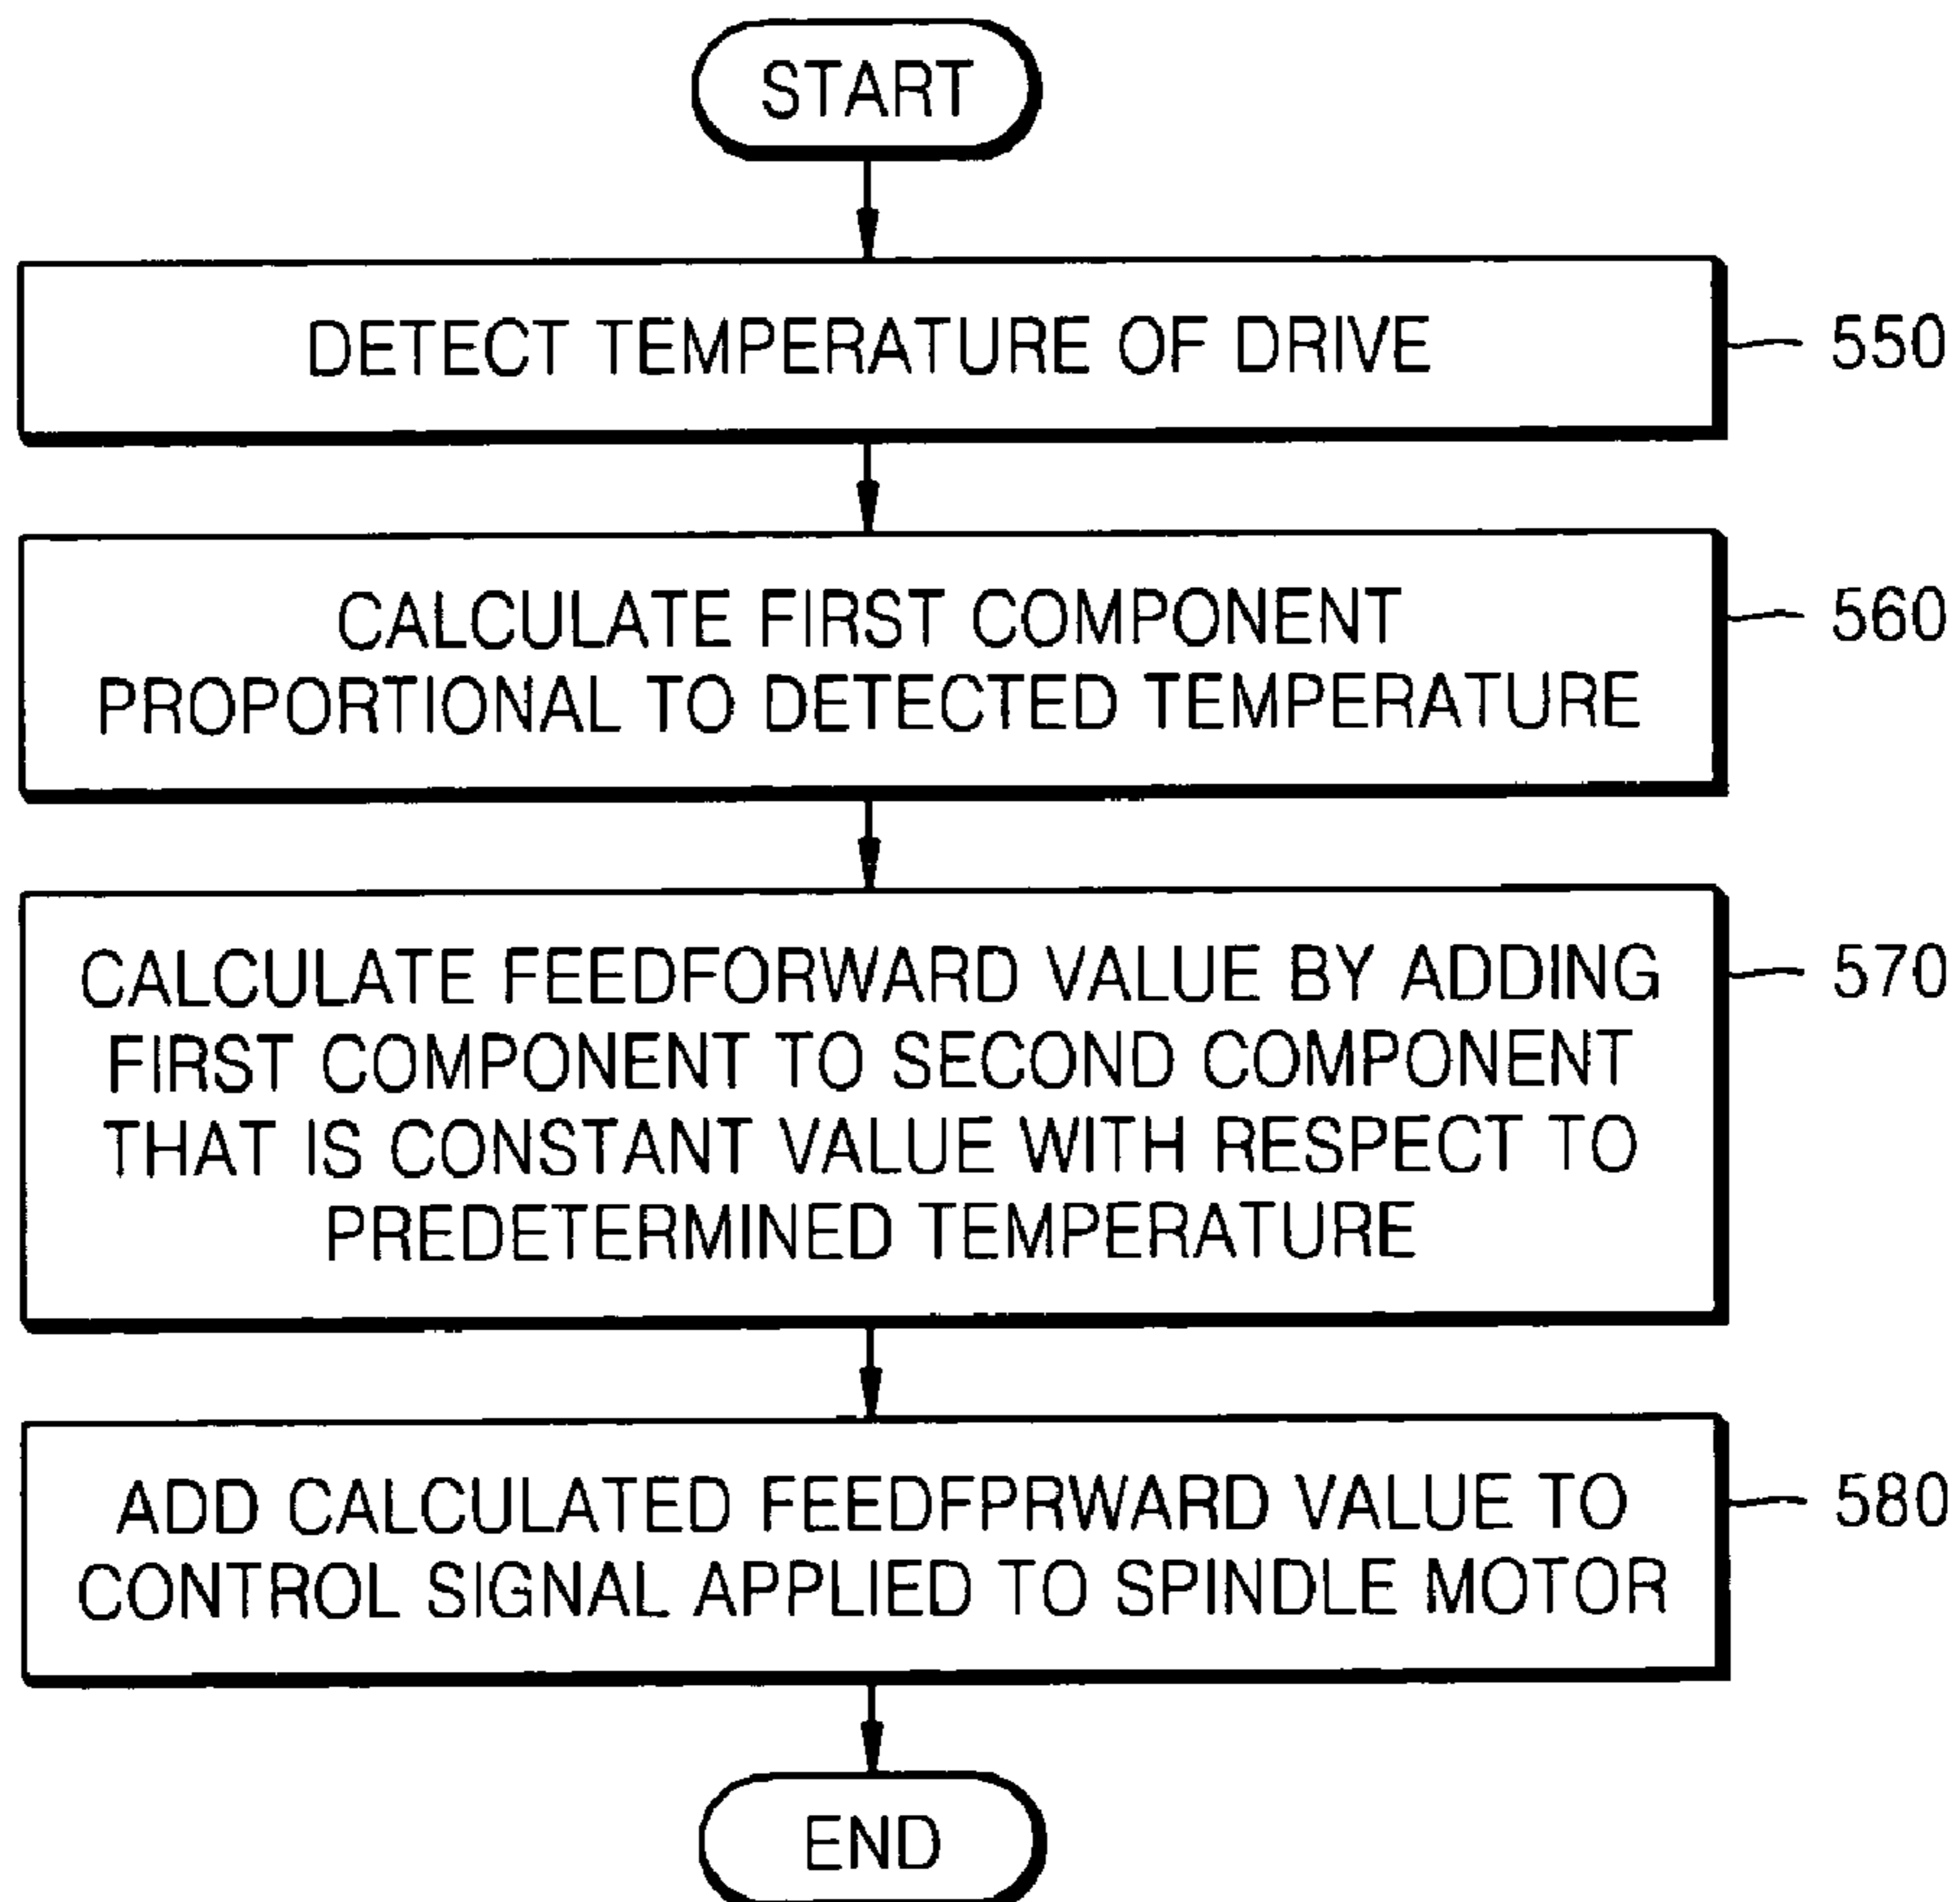 START
DETECT TEMPERATURE OF DRIVE
550
CALCULATE FIRST COMPONENT
PROPORTIONAL TO DETECTED TEMPERATURE
560
CALCULATE FEEDFORWARD VALUE BY ADDING
FIRST COMPONENT TO SECOND COMPONENT
THAT IS CONSTANT VALUE WITH RESPECT TO
PREDETERMINED TEMPERATURE
570
ADD CALCULATED FEEDFPRWARD VALUE TO
CONTROL SIGNAL APPLIED TO SPINDLE MOTOR
580
END